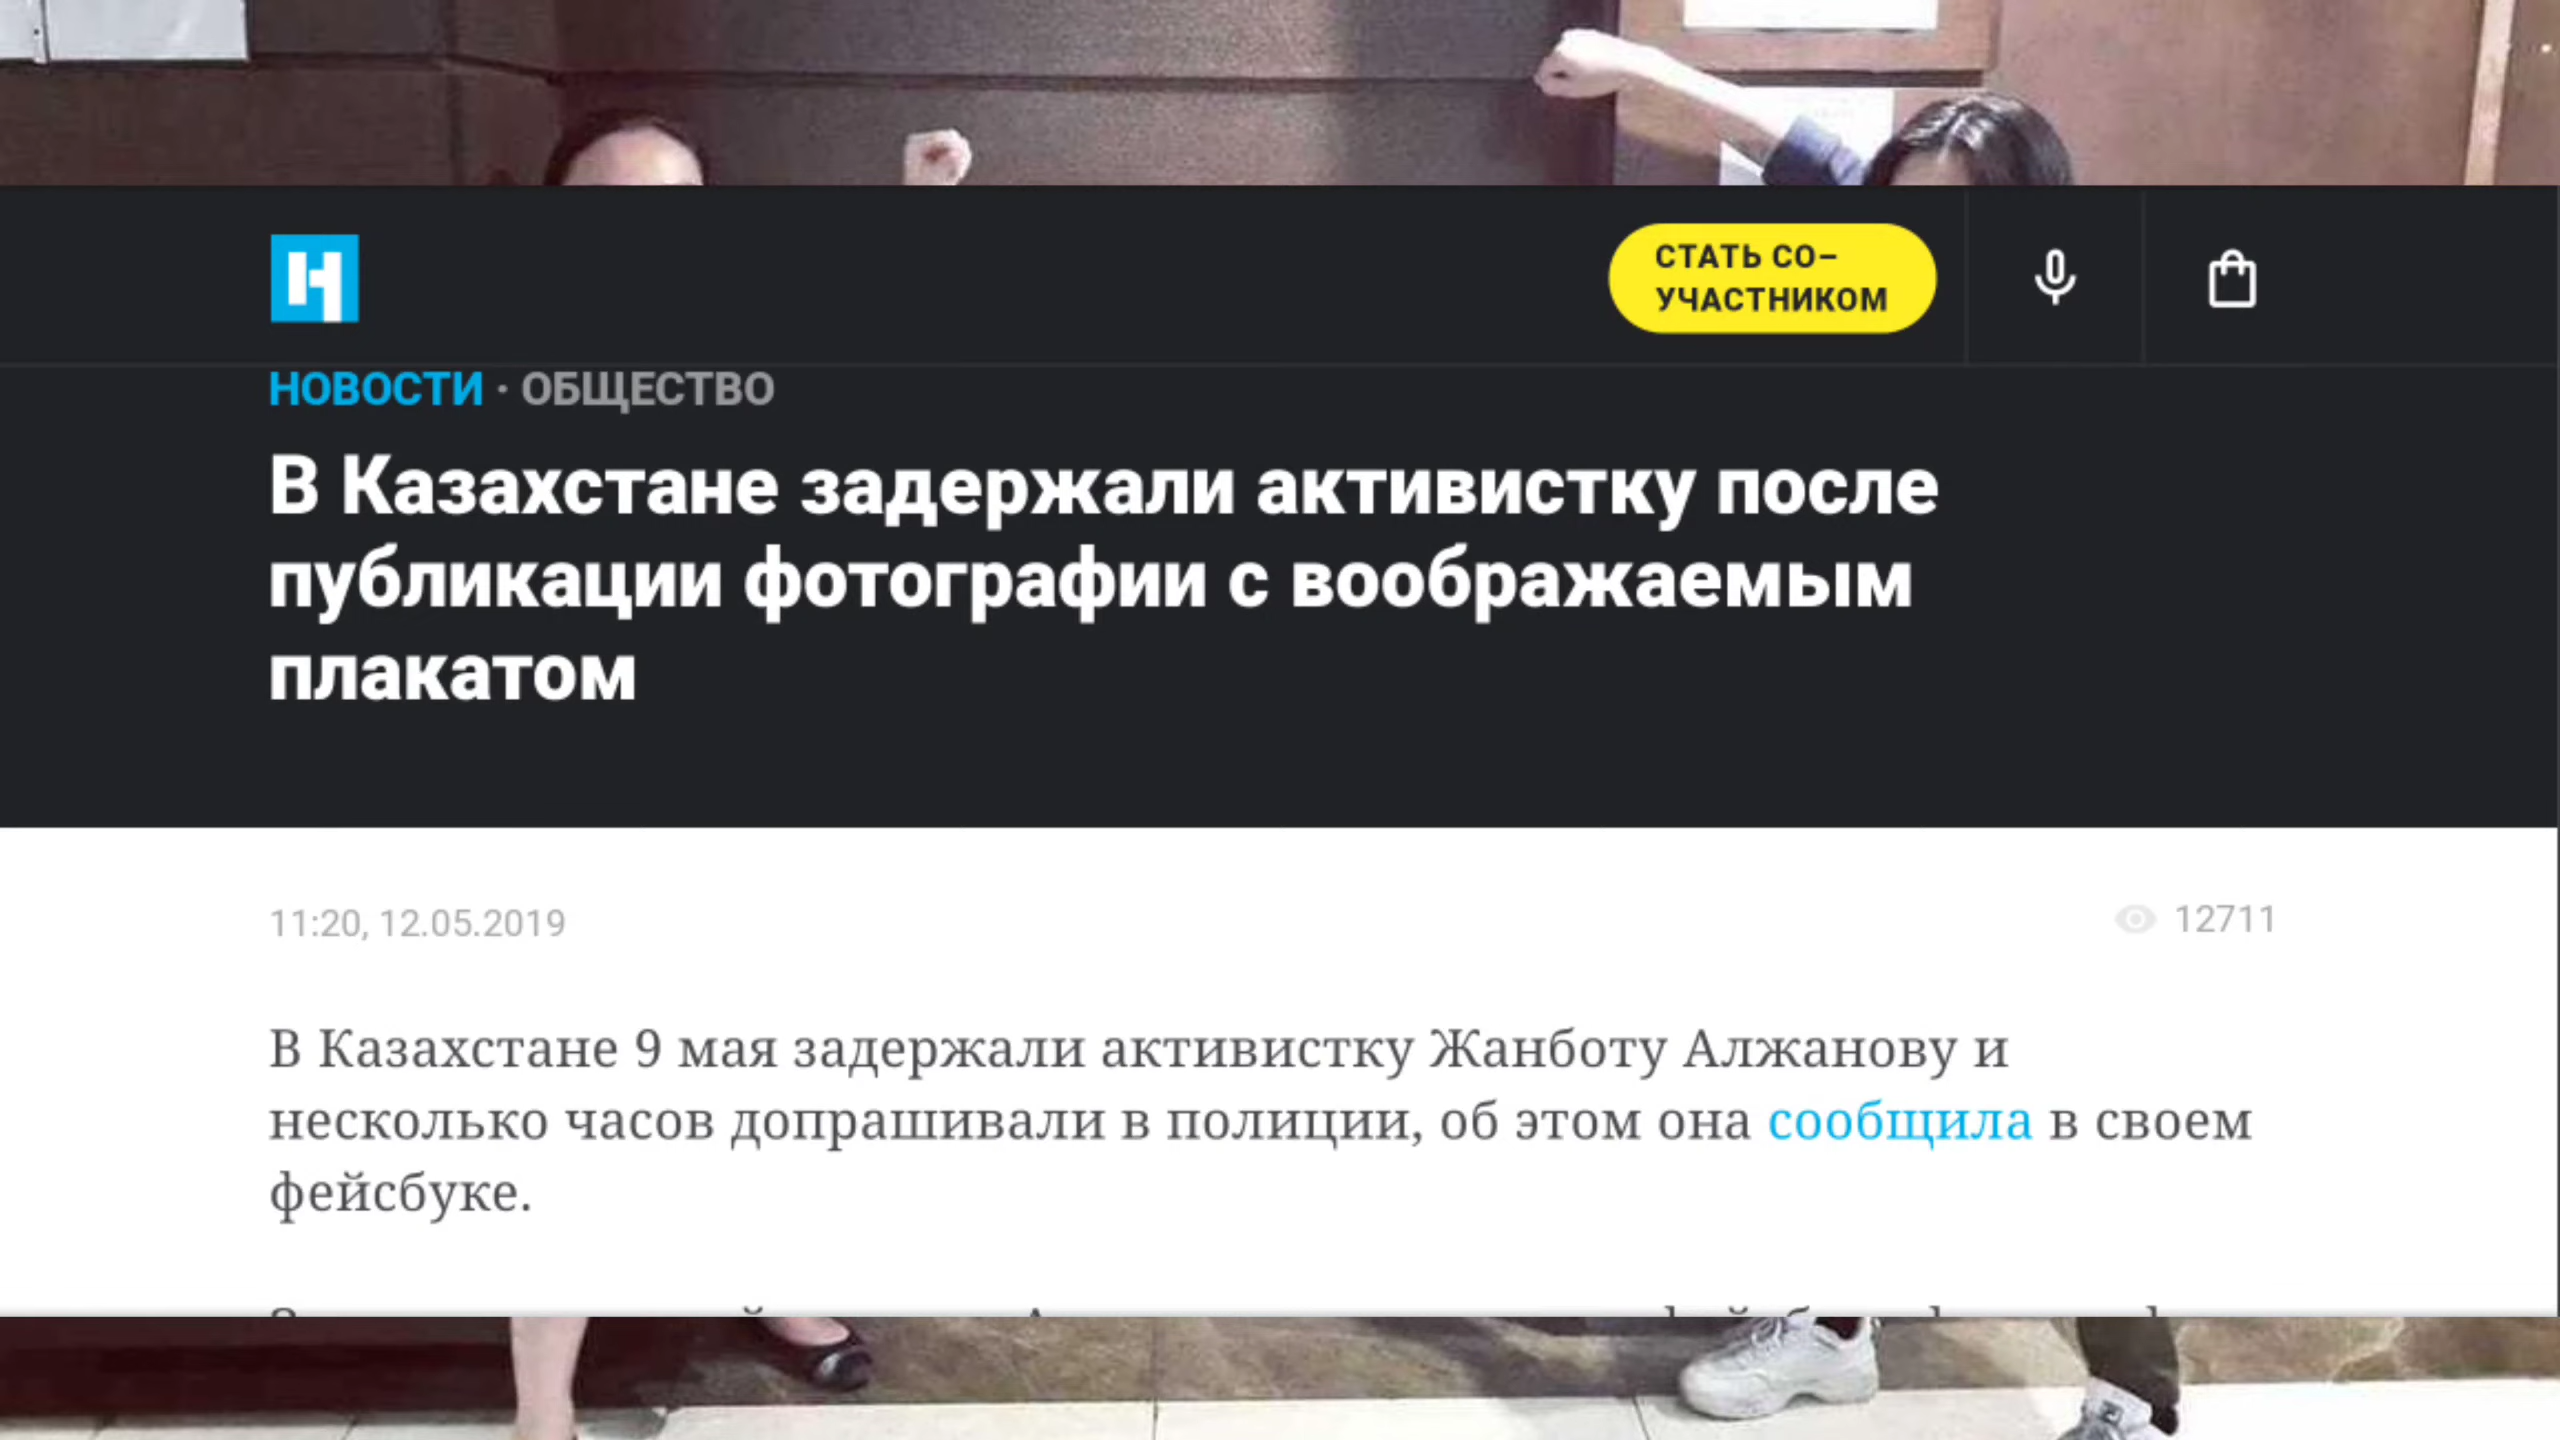 СТАТЬ СО–
УЧАСТНИКОМ
НОВОСТИ · ОБЩЕСТВО
В Казахстане задержали активистку после
публикации фотографии с воображаемым
плакатом
11:20, 12.05.2019
12711
В Казахстане 9 мая задержали активистку Жанботу Алжанову и
несколько часов допрашивали в полиции, об этом она сообщила в своем
фейсбуке.